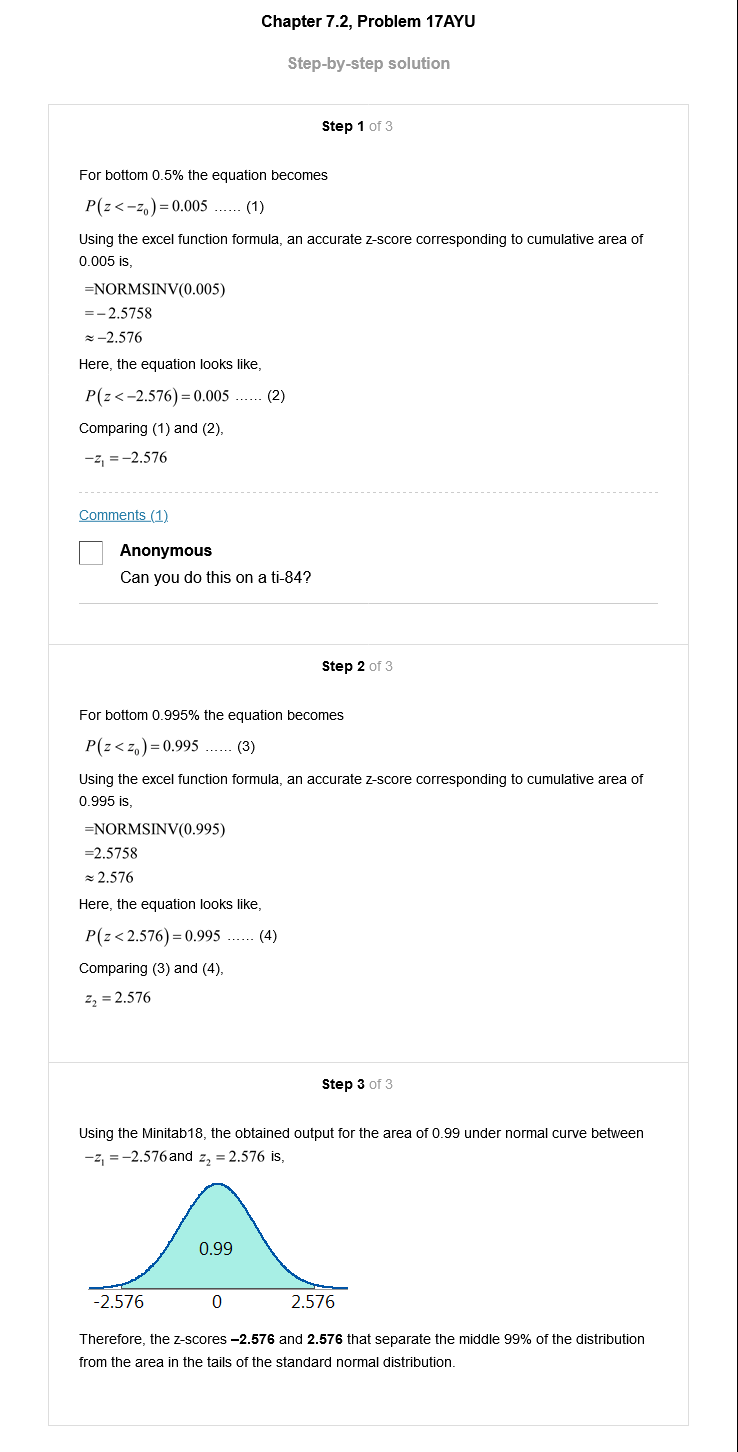 Chapter 7.2, Problem 17AYU
Step-by-step solution
Step 1 of 3
For bottom 0.5% the equation becomes
P(z < −z₀) = 0.005 ...... (1)
Using the excel function formula, an accurate z-score corresponding to cumulative area of
0.005 is,
=NORMSINV(0.005)
= −2.5758
≈ −2.576
Here, the equation looks like,
P(z < −2.576) = 0.005 ...... (2)
Comparing (1) and (2),
−z₁ = −2.576
Comments (1)
Anonymous
Can you do this on a ti-84?
Step 2 of 3
For bottom 0.995% the equation becomes
P(z < z₀) = 0.995 ...... (3)
Using the excel function formula, an accurate z-score corresponding to cumulative area of
0.995 is,
=NORMSINV(0.995)
=2.5758
≈ 2.576
Here, the equation looks like,
P(z < 2.576) = 0.995 ...... (4)
Comparing (3) and (4),
z₂ = 2.576
Step 3 of 3
Using the Minitab18, the obtained output for the area of 0.99 under normal curve between
−z₁ = −2.576 and z₂ = 2.576 is,
0.99
-2.576 0 2.576
Therefore, the z-scores −2.576 and 2.576 that separate the middle 99% of the distribution
from the area in the tails of the standard normal distribution.